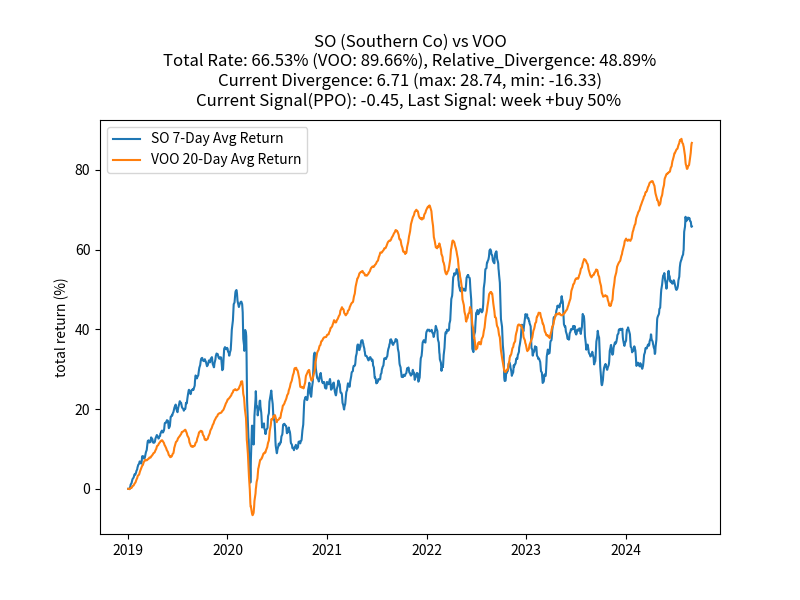 SO (Southern Co) vs VOO
Total Rate: 66.53% (VOO: 89.66%), Relative_Divergence: 48.89%
Current Divergence: 6.71 (max: 28.74, min: -16.33)
Current Signal(PPO): -0.45, Last Signal: week +buy 50%
SO 7-Day Avg Return
VOO 20-Day Avg Return
total return (%)
80
60
40
20
0
2019
2020
2021
2022
2023
2024